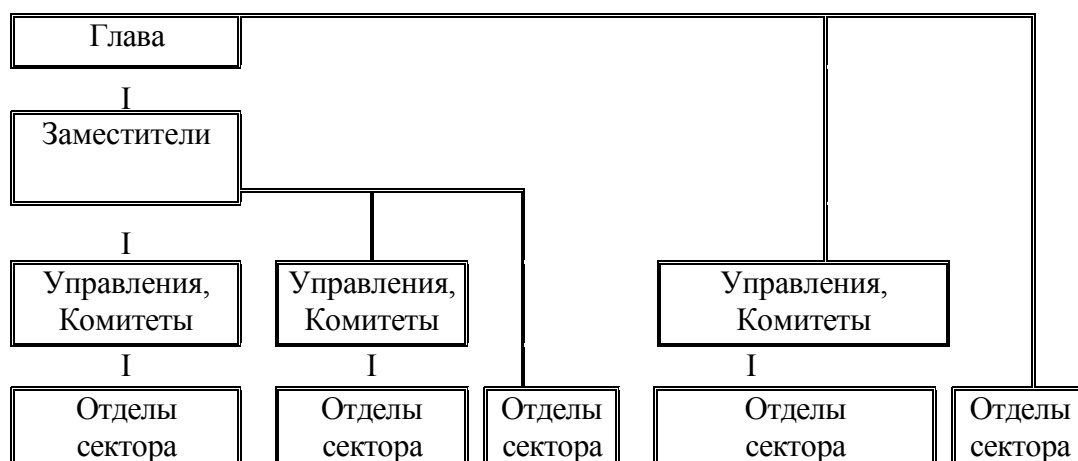 Глава
I
Заместители
I
Управления,
Комитеты
Управления,
Комитеты
Управления,
Комитеты
I
I
I
Отделы
сектора
Отделы
сектора
Отделы
сектора
Отделы
сектора
Отделы
сектора